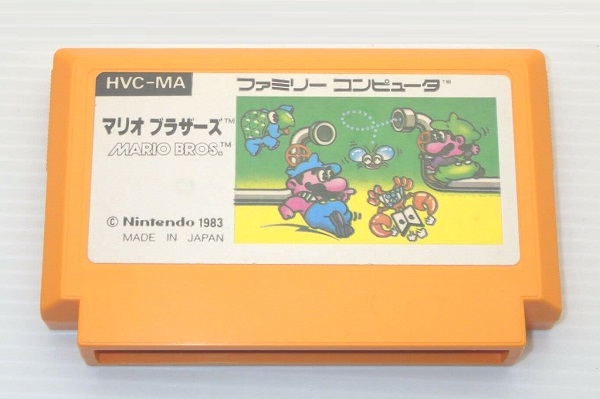 HVC-MA
ファミリー コンピュータ™
マリオ ブラザーズ™
MARIO BROS.™
© Nintendo 1983
MADE IN JAPAN